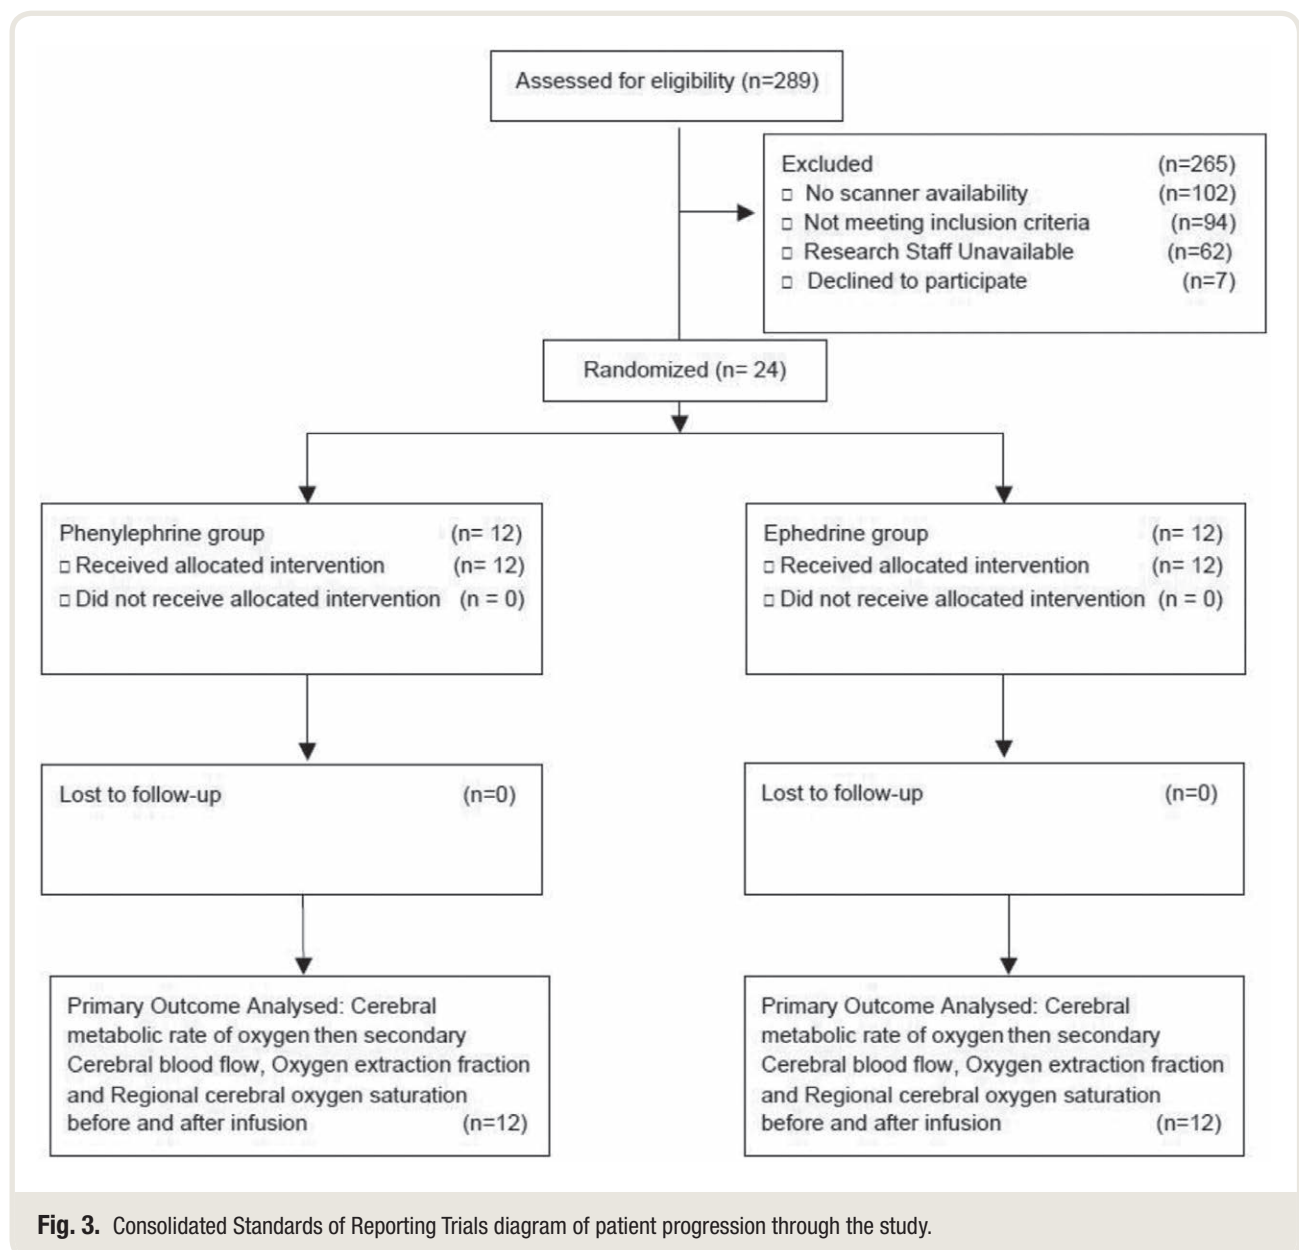 Assessed for eligibility (n=289)
Excluded (n=265)
□ No scanner availability (n=102)
□ Not meeting inclusion criteria (n=94)
□ Research Staff Unavailable (n=62)
□ Declined to participate (n=7)
Randomized (n= 24)
Phenylephrine group (n= 12)
□ Received allocated intervention (n= 12)
□ Did not receive allocated intervention (n = 0)
Ephedrine group (n= 12)
□ Received allocated intervention (n= 12)
□ Did not receive allocated intervention (n = 0)
Lost to follow-up (n=0)
Lost to follow-up (n=0)
Primary Outcome Analysed: Cerebral
metabolic rate of oxygen then secondary
Cerebral blood flow, Oxygen extraction fraction
and Regional cerebral oxygen saturation
before and after infusion (n=12)
Primary Outcome Analysed: Cerebral
metabolic rate of oxygen then secondary
Cerebral blood flow, Oxygen extraction fraction
and Regional cerebral oxygen saturation
before and after infusion (n=12)
Fig. 3. Consolidated Standards of Reporting Trials diagram of patient progression through the study.